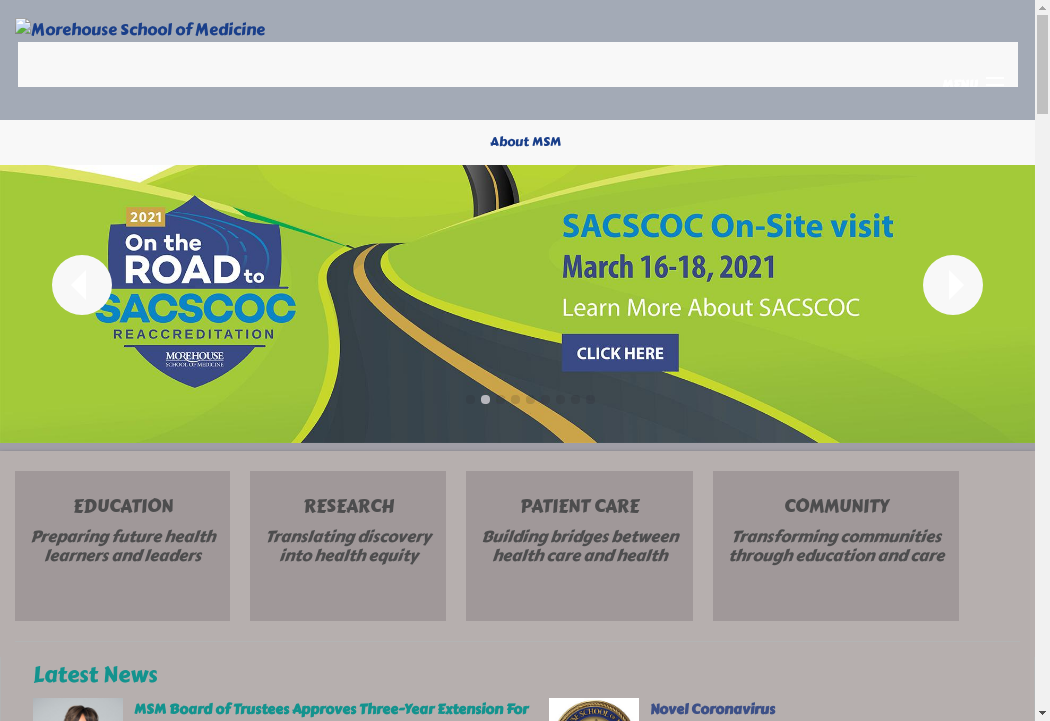 Morehouse School of Medicine
MENU
About MSM
2021
On the
ROAD to
SACSCOC
REACCREDITATION
MOREHOUSE
SCHOOL OF MEDICINE
SACSCOC On-Site visit
March 16-18, 2021
Learn More About SACSCOC
CLICK HERE
EDUCATION
Preparing future health
learners and leaders
RESEARCH
Translating discovery
into health equity
PATIENT CARE
Building bridges between
health care and health
COMMUNITY
Transforming communities
through education and care
Latest News
MSM Board of Trustees Approves Three-Year Extension For
Novel Coronavirus